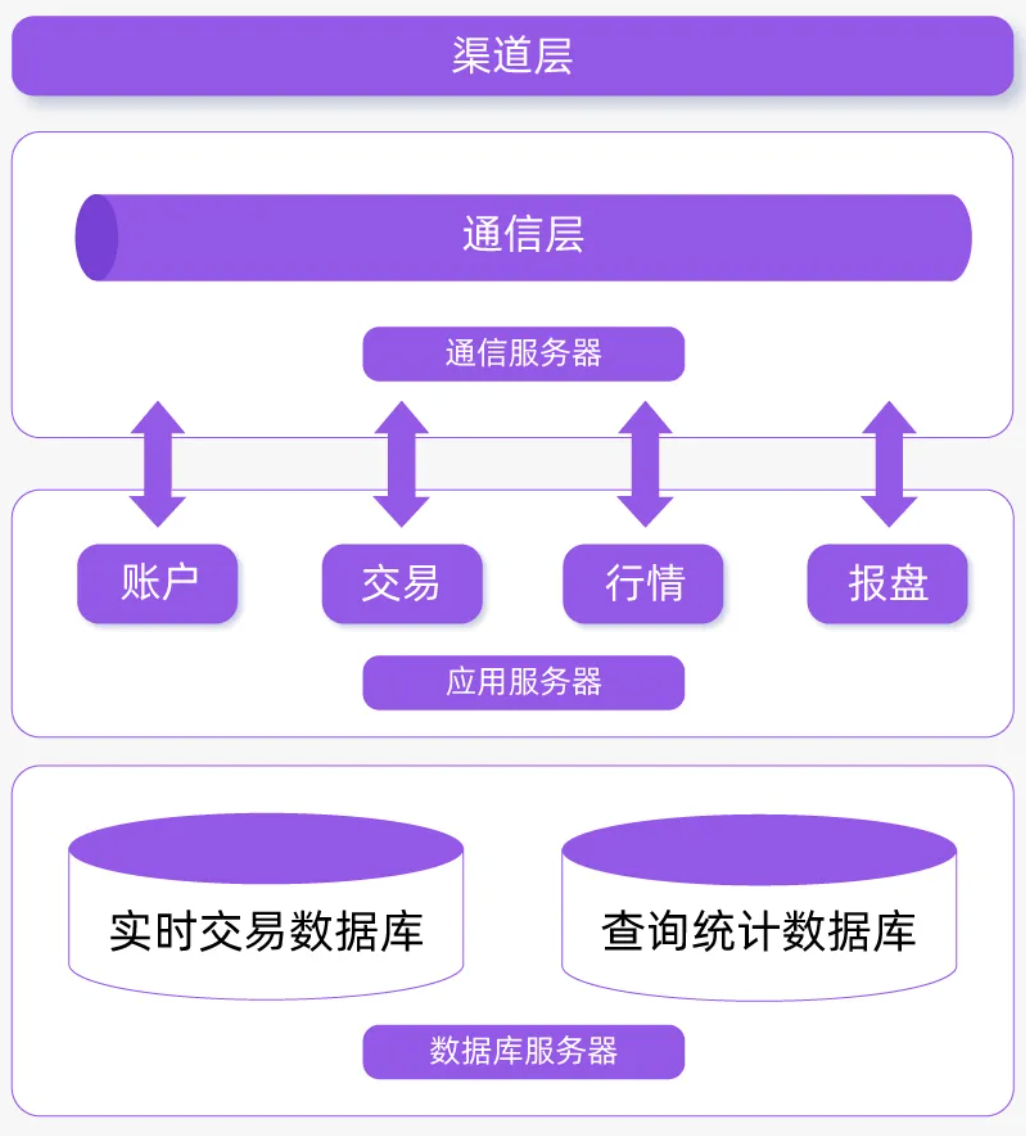 渠道层
通信层
通信服务器
账户 交易 行情 报盘
应用服务器
实时交易数据库 查询统计数据库
数据库服务器